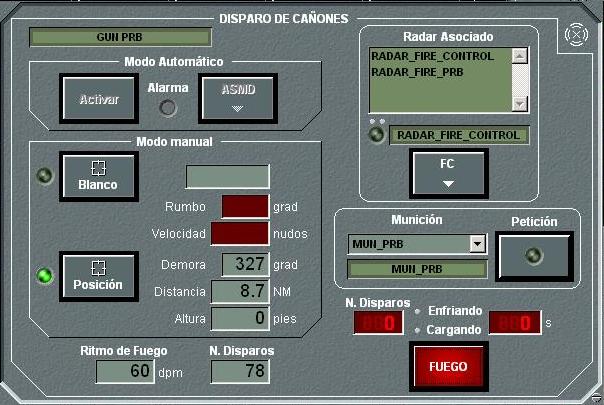 DISPARO DE CAÑONES
GUN PRB
Modo Automático
Activar
Alarma
ASMD
Radar Asociado
RADAR_FIRE_CONTROL
RADAR_FIRE_PRB
RADAR_FIRE_CONTROL
FC
Modo manual
Blanco
Rumbo grad
Velocidad nudos
Posición
Demora 327 grad
Distancia 8.7 NM
Altura 0 pies
Munición
MUN_PRB
MUN_PRB
Petición
N. Disparos
0
Enfriando
Cargando
0 s
Ritmo de Fuego
60 dpm
N. Disparos
78
FUEGO